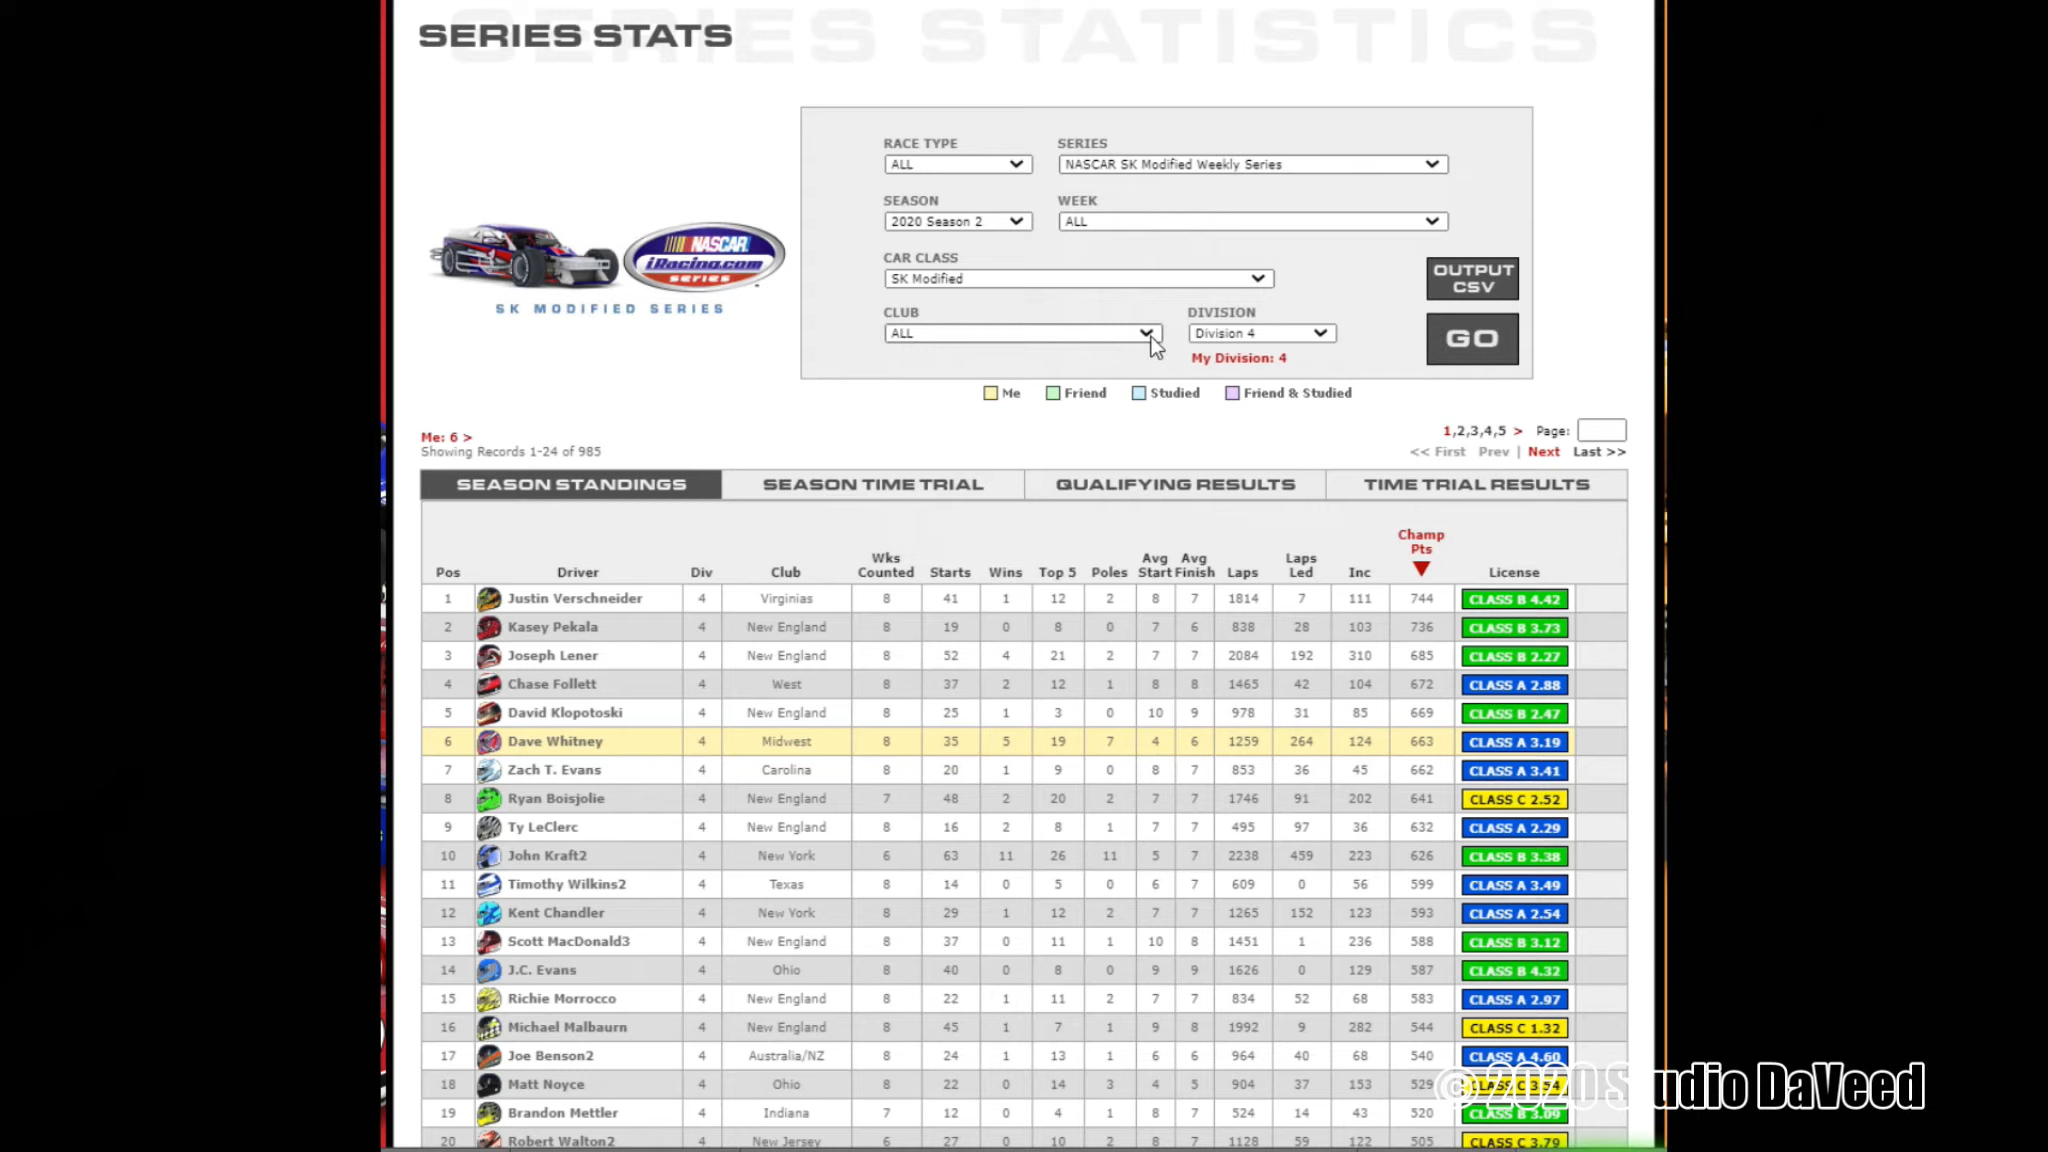 SERIES STATISTICS
SERIES STATS
RACE TYPE SERIES
ALL NASCAR SK Modified Weekly Series
SEASON WEEK
2020 Season 2 ALL
CAR CLASS
SK Modified
CLUB DIVISION
ALL Division 4
My Division: 4
OUTPUT
CSV
GO
NASCAR
iRacing.com
series
SK MODIFIED SERIES
Me Friend Studied Friend & Studied
Me: 6 >
Showing Records 1-24 of 985
1,2,3,4,5 > Page:
<< First Prev | Next Last >>
SEASON STANDINGS SEASON TIME TRIAL QUALIFYING RESULTS TIME TRIAL RESULTS
Pos Driver Div Club Wks Counted Starts Wins Top 5 Poles Avg Start Avg Finish Laps Laps Led Inc Champ Pts License
1 Justin Verschneider 4 Virginias 8 41 1 12 2 8 7 1814 7 111 744 CLASS B 4.42
2 Kasey Pekala 4 New England 8 19 0 8 0 7 6 838 28 103 736 CLASS B 3.73
3 Joseph Lener 4 New England 8 52 4 21 2 7 7 2084 192 310 685 CLASS B 2.27
4 Chase Follett 4 West 8 37 2 12 1 8 8 1465 42 104 672 CLASS A 2.88
5 David Klopotoski 4 New England 8 25 1 3 0 10 9 978 31 85 669 CLASS B 2.47
6 Dave Whitney 4 Midwest 8 35 5 19 7 4 6 1259 264 124 663 CLASS A 3.19
7 Zach T. Evans 4 Carolina 8 20 1 9 0 8 7 853 36 45 662 CLASS A 3.41
8 Ryan Boisjolie 4 New England 7 48 2 20 2 7 7 1746 91 202 641 CLASS C 2.52
9 Ty LeClerc 4 New England 8 16 2 8 1 7 7 495 97 36 632 CLASS A 2.29
10 John Kraft2 4 New York 6 63 11 26 11 5 7 2238 459 223 626 CLASS B 3.38
11 Timothy Wilkins2 4 Texas 8 14 0 5 0 6 7 609 0 56 599 CLASS A 3.49
12 Kent Chandler 4 New York 8 29 1 12 2 7 7 1265 152 123 593 CLASS A 2.54
13 Scott MacDonald3 4 New England 8 37 0 11 1 10 8 1451 1 236 588 CLASS B 3.12
14 J.C. Evans 4 Ohio 8 40 0 8 0 9 9 1626 0 129 587 CLASS B 4.32
15 Richie Morrocco 4 New England 8 22 1 11 2 7 7 834 52 68 583 CLASS A 2.97
16 Michael Malbaurn 4 New England 8 45 1 7 1 9 8 1992 9 282 544 CLASS C 1.32
17 Joe Benson2 4 Australia/NZ 8 24 1 13 1 6 6 964 40 68 540 CLASS A 4.60
18 Matt Noyce 4 Ohio 8 22 0 14 3 4 5 904 37 153 529 CLASS C 3.54
19 Brandon Mettler 4 Indiana 7 12 0 4 1 8 7 524 14 43 520 CLASS B 3.09
20 Robert Walton2 4 New Jersey 6 27 0 10 2 8 7 1128 59 122 505 CLASS C 3.79
© 2020 Studio DaVeed